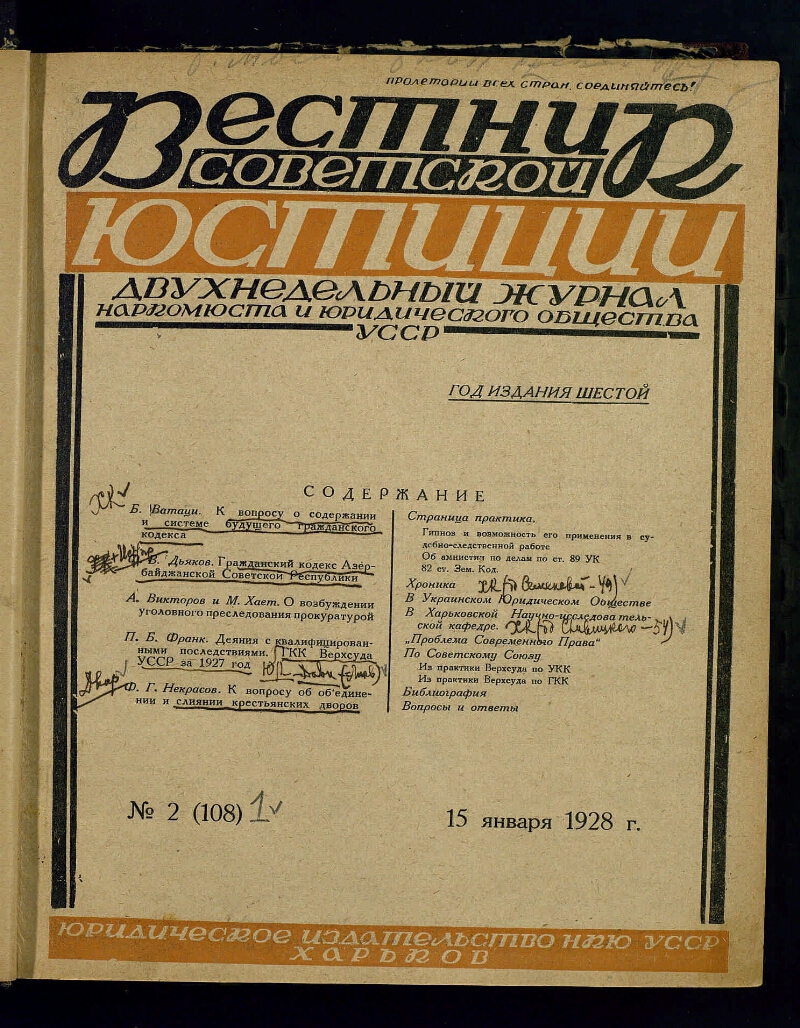 пролетарии всех стран, соединяйтесь!
Вестник
советской
юстиции
двухнедельный журнал
наркомюста и юридического общества
УССР
ГОД ИЗДАНИЯ ШЕСТОЙ
СОДЕРЖАНИЕ
ХК
Б. Ватаци. К вопросу о содержании
и системе будущего гражданского
кодекса
В. Дьяков. Гражданский кодекс Азер-
байджанской Советской Республики
А. Викторов и М. Хает. О возбуждении
уголовного преследования прокуратурой
П. Б. Франк. Деяния с квалифицирован-
ными последствиями. ГКК Верхсуда
УССР за 1927 год
Ф. Г. Некрасов. К вопросу об об'едине-
нии и слиянии крестьянских дворов
Страница практика.
Гипноз и возможность его применения в су-
дебно-следственной работе
Об амнистии по делам по ст. 89 УК
82 ст. Зем. Код.
Хроника ХК
В Украинском Юридическом Обществе
В Харьковской Научно-исследователь-
ской кафедре. ХК
„Проблема Современного Права“
По Советскому Союзу
Из практики Верхсуда по УКК
Из практики Верхсуда по ГКК
Библиография
Вопросы и ответы
№ 2 (108) 1
15 января 1928 г.
юридическое издательство нкю усср
харьков